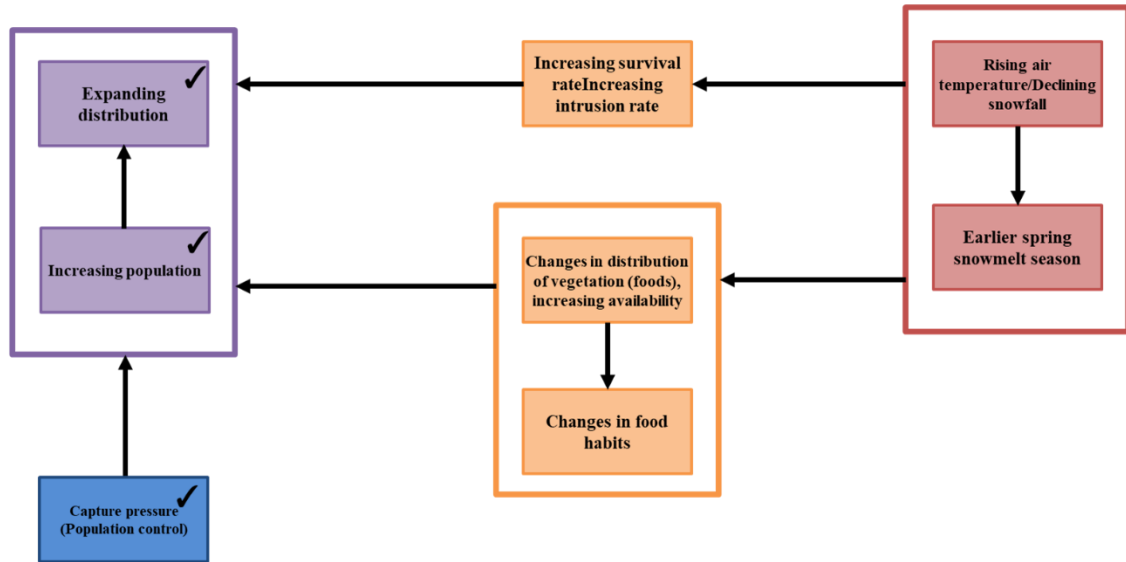 Expanding
distribution
Increasing population
Capture pressure
(Population control)
Increasing survival
rateIncreasing
intrusion rate
Changes in distribution
of vegetation (foods),
increasing availability
Changes in food
habits
Rising air
temperature/Declining
snowfall
Earlier spring
snowmelt season